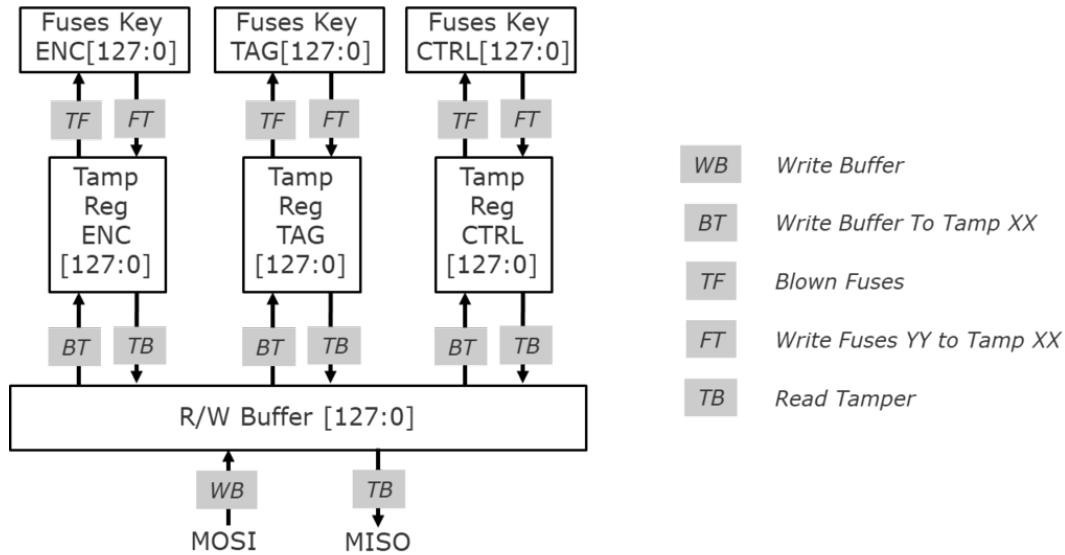 Fuses Key
ENC[127:0]
Fuses Key
TAG[127:0]
Fuses Key
CTRL[127:0]
TF
FT
TF
FT
TF
FT
Tamp
Reg
ENC
[127:0]
Tamp
Reg
TAG
[127:0]
Tamp
Reg
CTRL
[127:0]
BT
TB
BT
TB
BT
TB
R/W Buffer [127:0]
WB
TB
MOSI
MISO
WB Write Buffer
BT Write Buffer To Tamp XX
TF Blown Fuses
FT Write Fuses YY to Tamp XX
TB Read Tamper